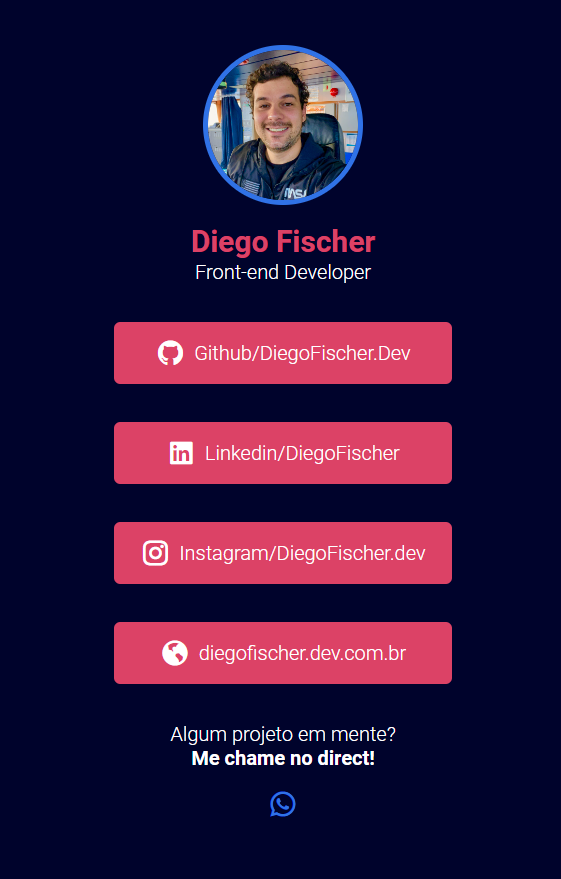 NASA
Diego Fischer
Front-end Developer
Github/DiegoFischer.Dev
Linkedin/DiegoFischer
Instagram/DiegoFischer.dev
diegofischer.dev.com.br
Algum projeto em mente?
Me chame no direct!